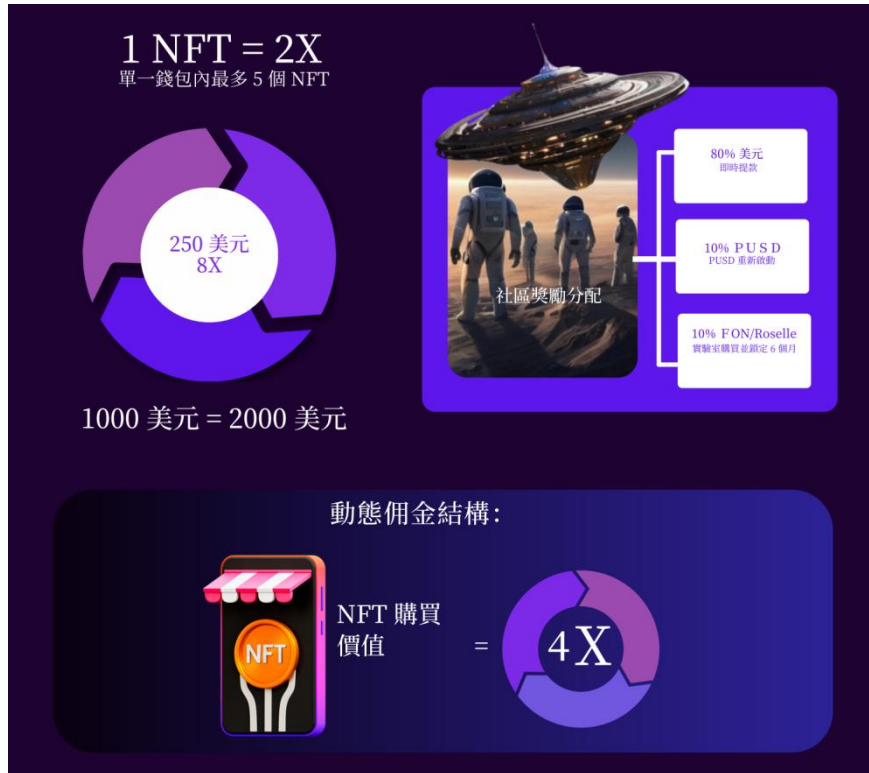 1 NFT = 2X
單一錢包內最多 5 個 NFT
250 美元
8X
1000 美元 = 2000 美元
社區獎勵分配
80% 美元
即時提款
10% P U S D
PUSD 重新啟動
10% F ON/Roselle
實驗室購買並鎖定 6 個月
動態佣金結構:
NFT
NFT 購買
價值
=
4X